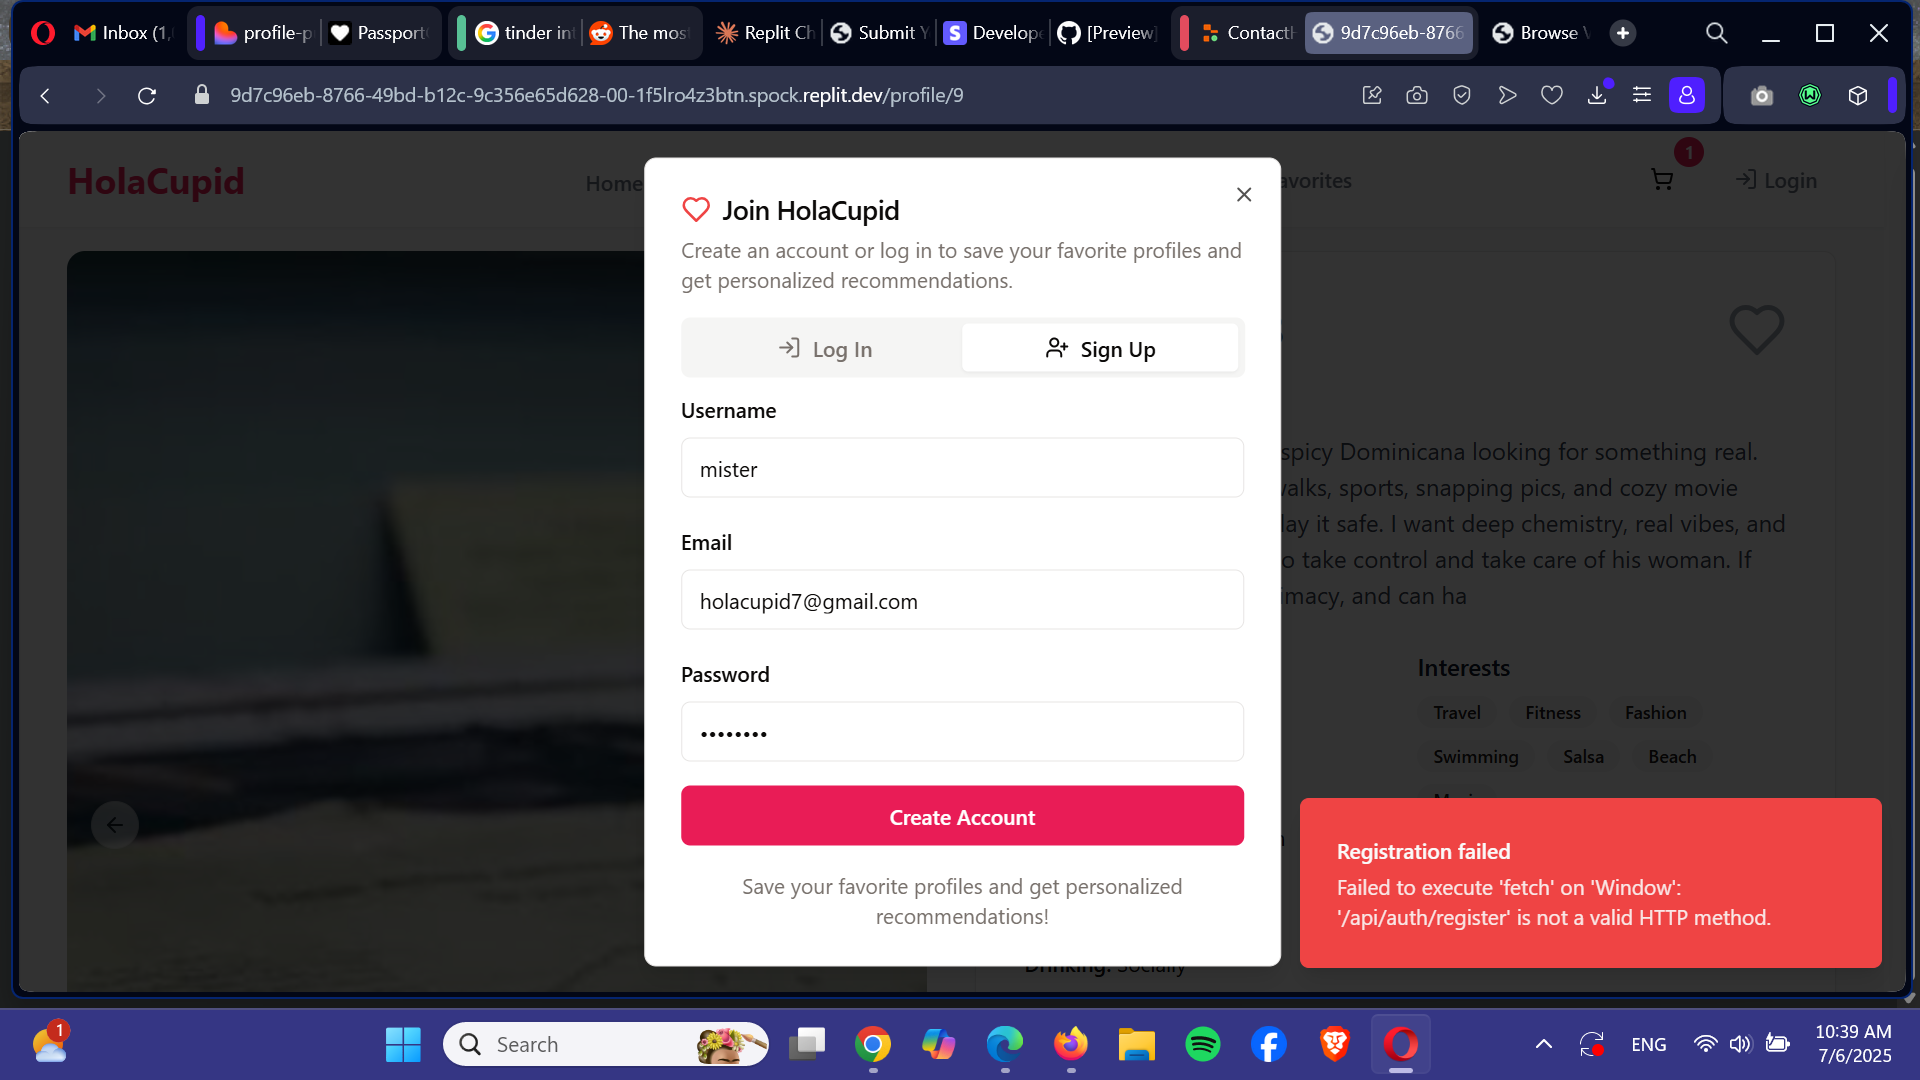 Inbox (1,
profile-p
Passport
tinder in
The mos
Replit Ch
Submit Y
Develope
[Preview]
Contact
9d7c96eb-8766
Browse
9d7c96eb-8766-49bd-b12c-9c356e65d628-00-1f5lro4z3btn.spock.replit.dev/profile/9
HolaCupid
Home
avorites
1
Login
Join HolaCupid
Create an account or log in to save your favorite profiles and
get personalized recommendations.
Log In
Sign Up
Username
mister
Email
holacupid7@gmail.com
Password
••••••••
Create Account
Save your favorite profiles and get personalized
recommendations!
spicy Dominicana looking for something real.
walks, sports, snapping pics, and cozy movie
lay it safe. I want deep chemistry, real vibes, and
o take control and take care of his woman. If
imacy, and can ha
Interests
Travel
Fitness
Fashion
Swimming
Salsa
Beach
Registration failed
Failed to execute 'fetch' on 'Window':
'/api/auth/register' is not a valid HTTP method.
Drinking: Socially
1
Search
ENG
10:39 AM
7/6/2025